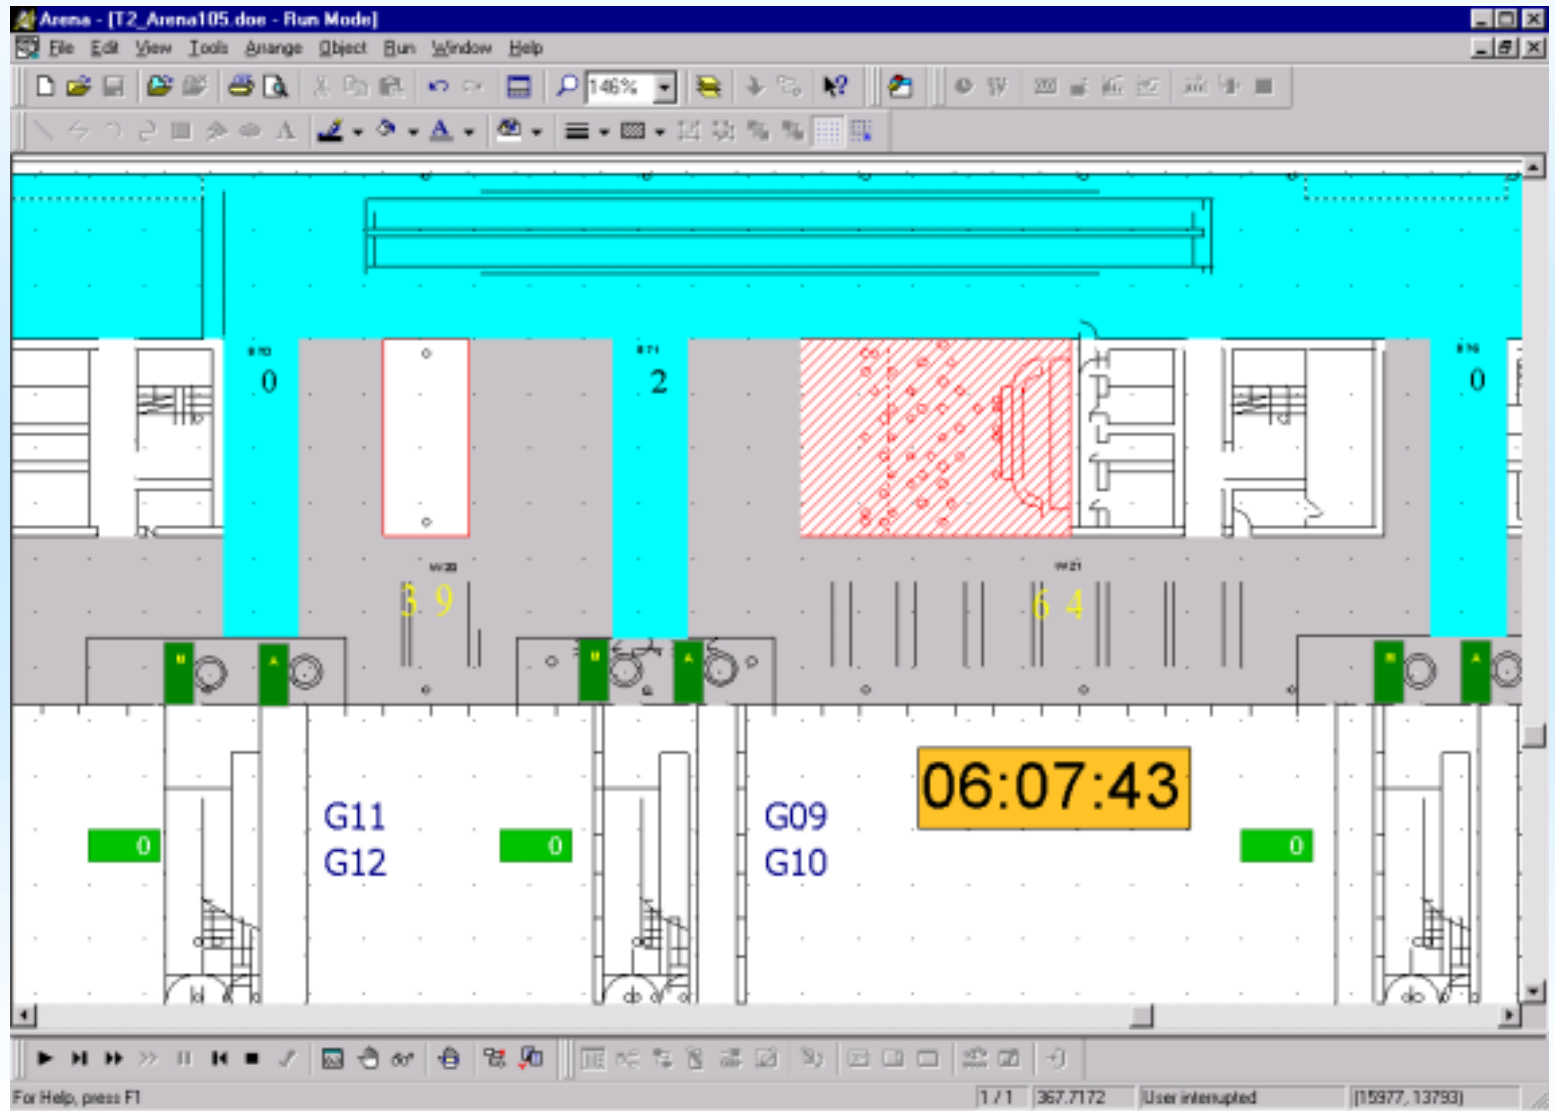 Arena - [T2_Arena105.doe - Run Mode]
File Edit View Tools Arrange Object Run Window Help
146%
A A
0 2 0
W20 W21
3 9 6 4
A A A
G11 G09 06:07:43
0 0 0
G12 G10
For Help, press F1 1 / 1 367.7172 User interrupted (15977, 13793)